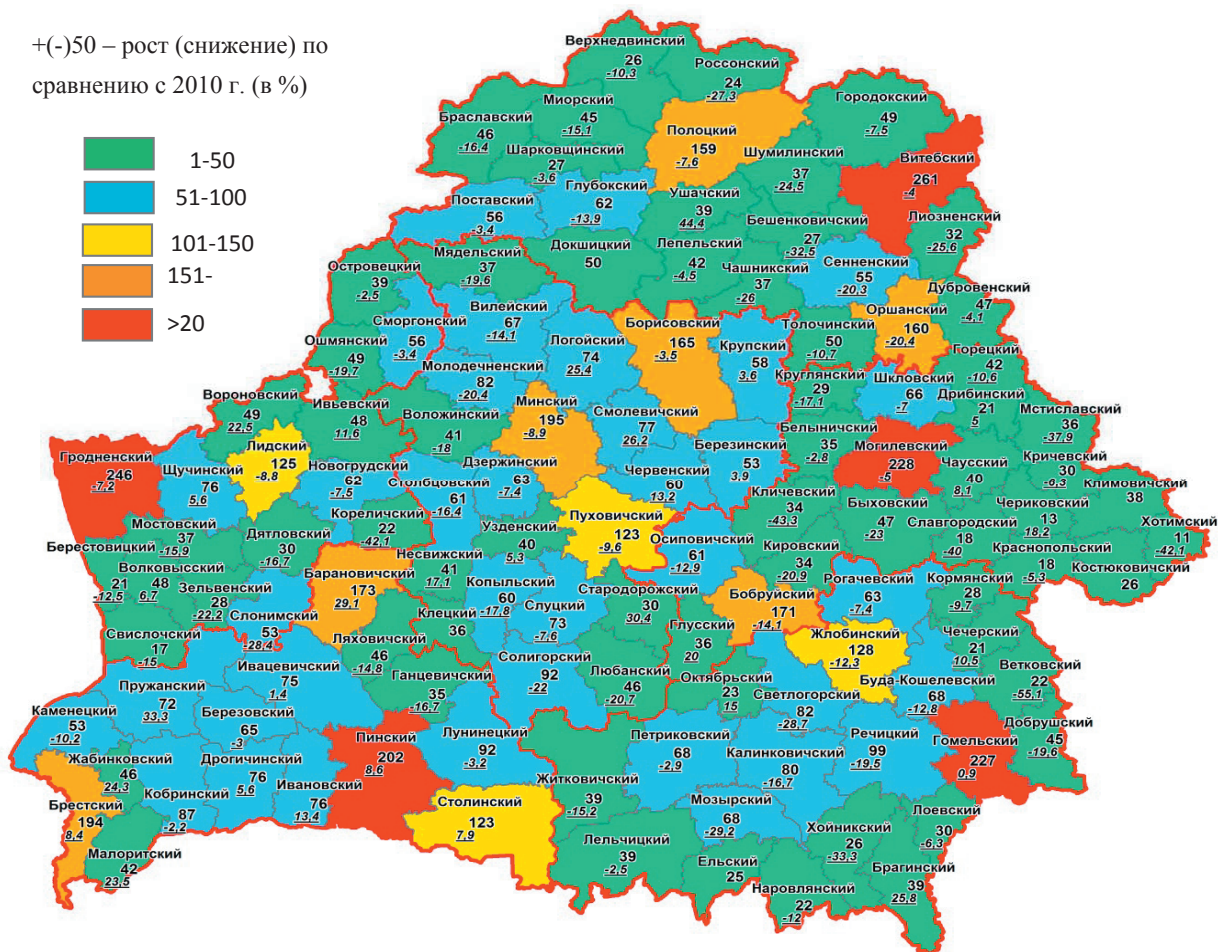 +(-)50 – рост (снижение) по
сравнению с 2010 г. (в %)
1-50
51-100
101-150
151-
>20
Верхнедвинский
26
-10,3
Россонский
24
-27,3
Городокский
49
-7,5
Миорский
45
-15,1
Браславский
46
-16,4
Полоцкий
159
-7,6
Шарковщинский
27
-3,6
Шумилинский
37
-24,5
Витебский
261
-4
Глубокский
62
-13,9
Поставский
56
-3,4
Ушачский
39
44,4
Бешенковичский
27
-32,5
Лиозненский
32
-25,6
Докшицкий
50
Лепельский
42
-4,5
Мядельский
37
-19,6
Чашникский
37
-26
Сенненский
55
-20,3
Островецкий
39
-2,5
Дубровенский
47
-4,1
Оршанский
160
-20,4
Вилейский
67
-14,1
Борисовский
165
-3,5
Сморгонский
56
-3,4
Толочинский
50
-10,7
Логойский
74
25,4
Крупский
58
3,6
Ошмянский
49
-19,7
Горецкий
42
-10,6
Молодечненский
82
-20,4
Круглянский
29
-17,1
Шкловский
66
-7
Дрибинский
21
5
Вороновский
49
22,5
Ивьевский
48
11,6
Минский
195
-8,9
Воложинский
41
-18
Смолевичский
77
26,2
Мстиславский
36
-37,9
Белыничский
35
-2,8
Лидский
125
-8,8
Березинский
53
3,9
Могилевский
228
-5
Кричевский
30
-9,3
Гродненский
246
-7,2
Щучинский
76
5,6
Новогрудский
62
-7,5
Дзержинский
63
-7,4
Червенский
60
13,2
Чаусский
40
8,1
Климовичский
38
Столбцовский
61
-16,4
Кличевский
34
-43,3
Быховский
47
-23
Чериковский
13
18,2
Кореличский
22
-42,1
Пуховичский
123
-9,6
Мостовский
37
-15,9
Узденский
40
5,3
Славгородский
18
-40
Хотимский
11
-42,1
Дятловский
30
-16,7
Осиповичский
61
-12,9
Берестовицкий
21
-12,5
Несвижский
41
17,1
Кировский
34
-20,9
Краснопольский
18
-5,3
Волковысский
48
6,7
Барановичский
173
29,1
Костюковичский
26
Копыльский
60
-17,8
Зельвенский
28
-22,2
Стародорожский
30
30,4
Бобруйский
171
-14,1
Рогачевский
63
-7,4
Кормянский
28
-9,7
Слуцкий
73
-7,6
Слонимский
53
-28,4
Клецкий
36
Глусский
36
20
Свислочский
17
-15
Ляховичский
46
-14,8
Жлобинский
128
-12,3
Чечерский
21
10,5
Ивацевичский
75
1,4
Солигорский
92
-22
Любанский
46
-20,7
Ветковский
22
-55,1
Ганцевичский
35
-16,7
Октябрьский
23
15
Буда-Кошелевский
68
-12,8
Пружанский
72
33,3
Светлогорский
82
-28,7
Каменецкий
53
-10,2
Березовский
65
-3
Пинский
202
8,6
Лунинецкий
92
-3,2
Петриковский
68
-2,9
Речицкий
99
-19,5
Добрушский
45
-19,6
Гомельский
227
0,9
Жабинковский
46
24,3
Дрогичинский
76
5,6
Калинковичский
80
-16,7
Ивановский
76
13,4
Житковичский
39
-15,2
Кобринский
87
-2,2
Брестский
194
8,4
Столинский
123
7,9
Мозырский
68
-29,2
Лоевский
30
-6,3
Хойникский
26
-33,3
Лельчицкий
39
-2,5
Малоритский
42
23,5
Ельский
25
Брагинский
39
25,8
Наровлянский
22
-12